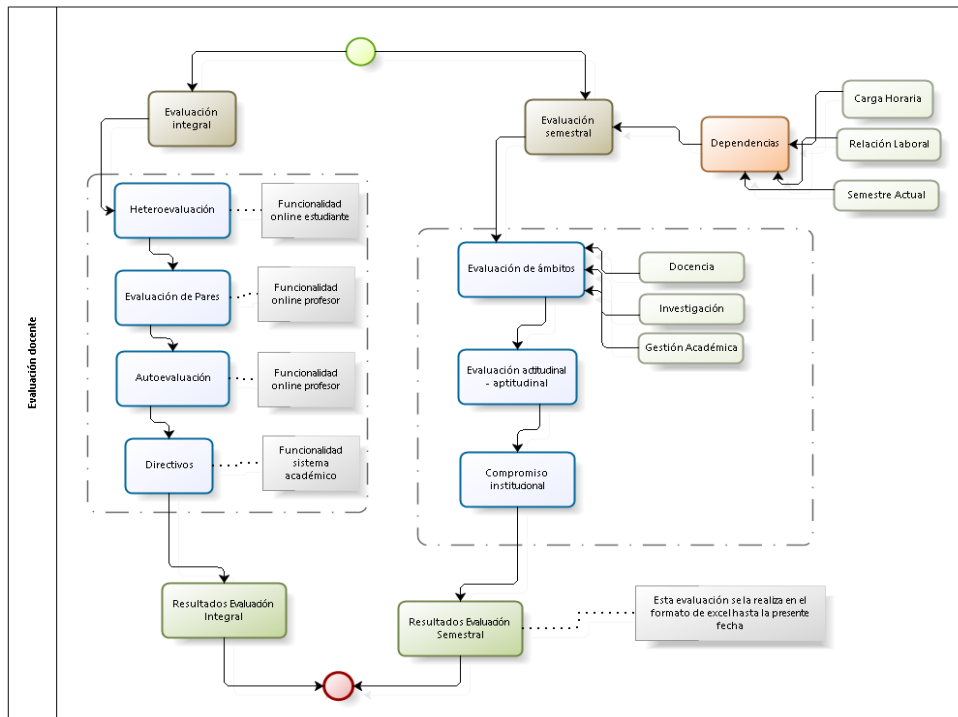 Evaluación docente
Evaluación
integral
Evaluación
semestral
Dependencias
Carga Horaria
Relación Laboral
Semestre Actual
Heteroevaluación
Funcionalidad
online estudiante
Evaluación de Pares
Funcionalidad
online profesor
Autoevaluación
Funcionalidad
online profesor
Directivos
Funcionalidad
sistema
académico
Evaluación de ámbitos
Docencia
Investigación
Gestión Académica
Evaluación actitudinal
- aptitudinal
Compromiso
institucional
Resultados Evaluación
Integral
Resultados Evaluación
Semestral
Esta evaluación se la realiza en el
formato de excel hasta la presente
fecha